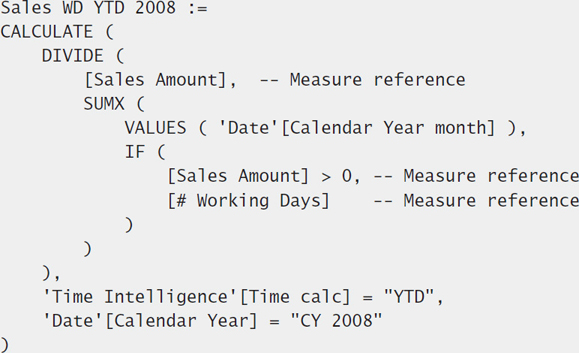 Sales WD YTD 2008 :=
CALCULATE (
    DIVIDE (
        [Sales Amount],  -- Measure reference
        SUMX (
            VALUES ( 'Date'[Calendar Year month] ),
            IF (
                [Sales Amount] > 0, -- Measure reference
                [# Working Days]    -- Measure reference
            )
        )
    ),
    'Time Intelligence'[Time calc] = "YTD",
    'Date'[Calendar Year] = "CY 2008"
)